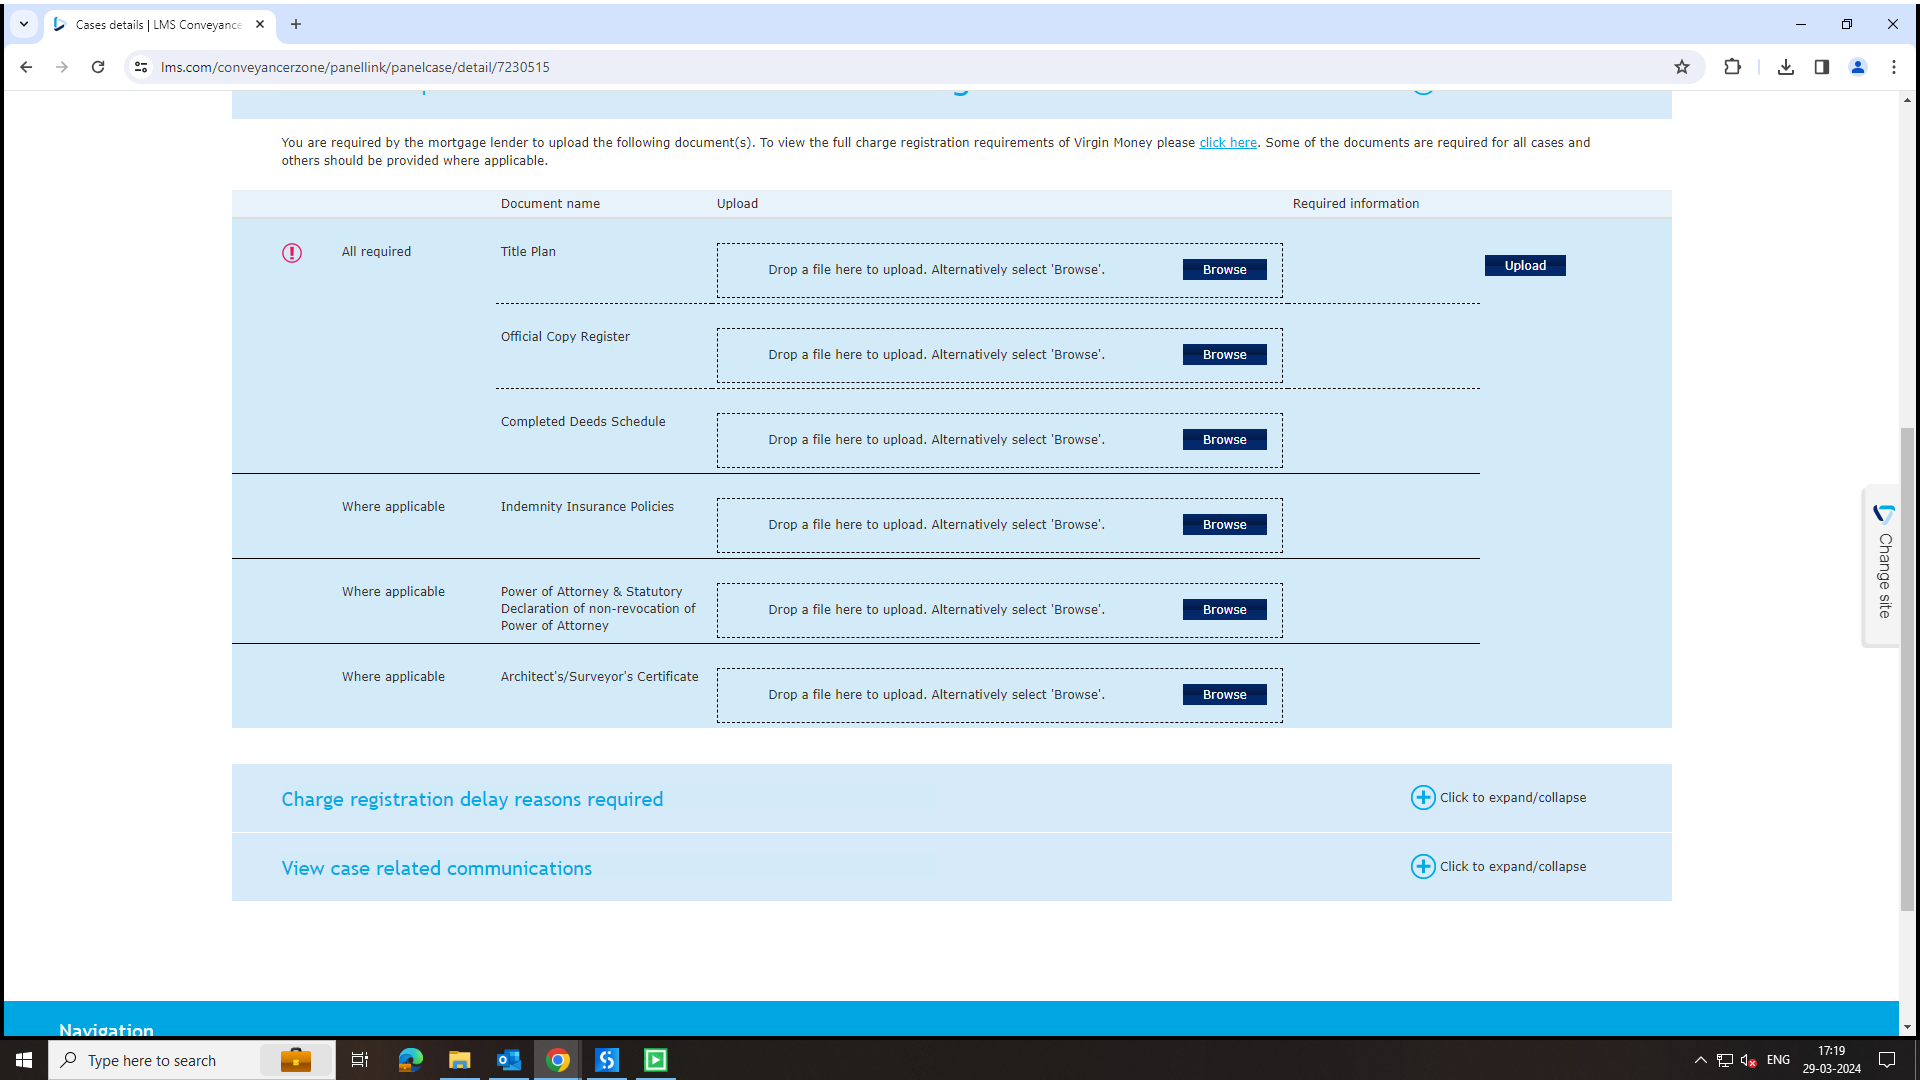 Cases details | LMS Conveyance
lms.com/conveyancerzone/panellink/panelcase/detail/7230515
You are required by the mortgage lender to upload the following document(s). To view the full charge registration requirements of Virgin Money please click here. Some of the documents are required for all cases and
others should be provided where applicable.
Document name Upload Required information
All required Title Plan Drop a file here to upload. Alternatively select 'Browse'. Browse Upload
Official Copy Register Drop a file here to upload. Alternatively select 'Browse'. Browse
Completed Deeds Schedule Drop a file here to upload. Alternatively select 'Browse'. Browse
Where applicable Indemnity Insurance Policies Drop a file here to upload. Alternatively select 'Browse'. Browse
Where applicable Power of Attorney & Statutory
Declaration of non-revocation of Drop a file here to upload. Alternatively select 'Browse'. Browse
Power of Attorney
Where applicable Architect's/Surveyor's Certificate Drop a file here to upload. Alternatively select 'Browse'. Browse
Change site
Charge registration delay reasons required Click to expand/collapse
View case related communications Click to expand/collapse
Navigation
Type here to search
ENG
17:19
29-03-2024